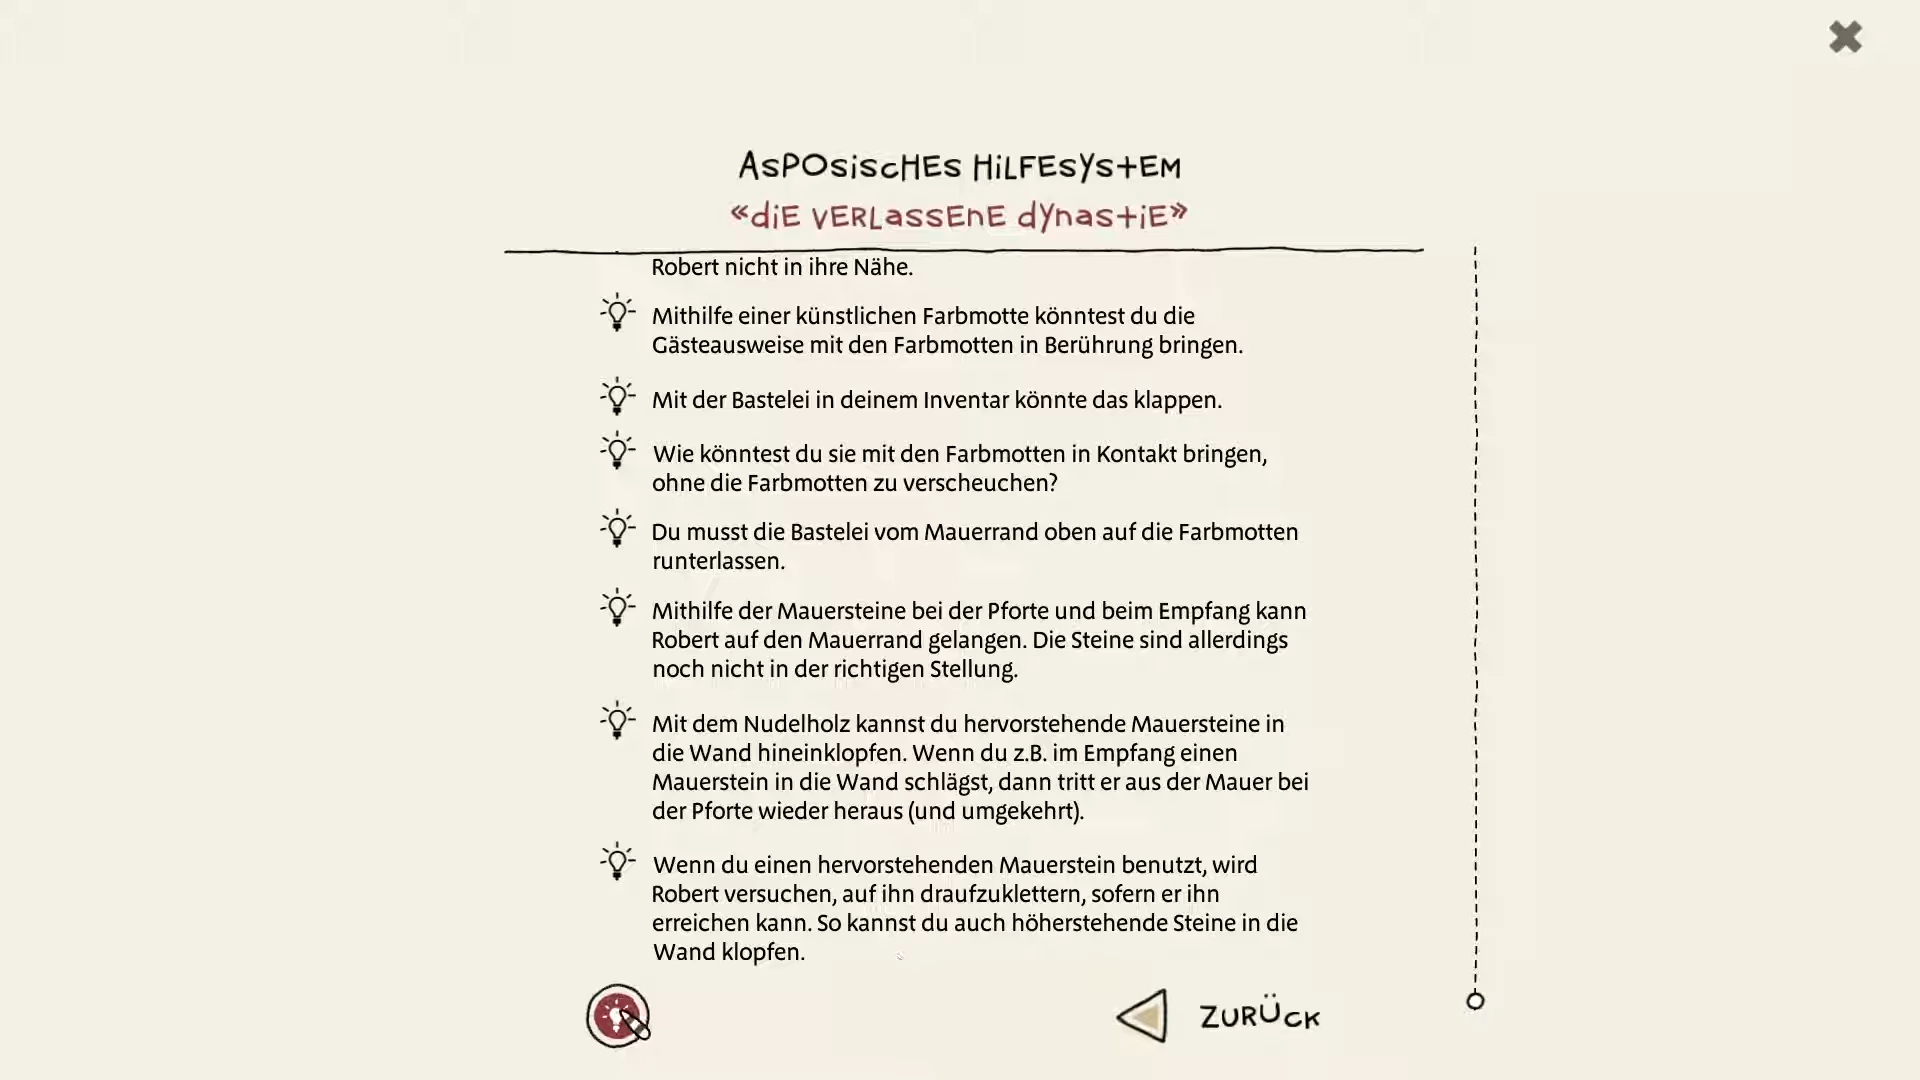 AsPOsiscHEs HiLFEsYstEM
«diE VERLassEnE dYnastiE»
Robert nicht in ihre Nähe.
Mithilfe einer künstlichen Farbmotte könntest du die
Gästeausweise mit den Farbmotten in Berührung bringen.
Mit der Bastelei in deinem Inventar könnte das klappen.
Wie könntest du sie mit den Farbmotten in Kontakt bringen,
ohne die Farbmotten zu verscheuchen?
Du musst die Bastelei vom Mauerrand oben auf die Farbmotten
runterlassen.
Mithilfe der Mauersteine bei der Pforte und beim Empfang kann
Robert auf den Mauerrand gelangen. Die Steine sind allerdings
noch nicht in der richtigen Stellung.
Mit dem Nudelholz kannst du hervorstehende Mauersteine in
die Wand hineinklopfen. Wenn du z.B. im Empfang einen
Mauerstein in die Wand schlägst, dann tritt er aus der Mauer bei
der Pforte wieder heraus (und umgekehrt).
Wenn du einen hervorstehenden Mauerstein benutzt, wird
Robert versuchen, auf ihn draufzuklettern, sofern er ihn
erreichen kann. So kannst du auch höherstehende Steine in die
Wand klopfen.
ZURÜCK